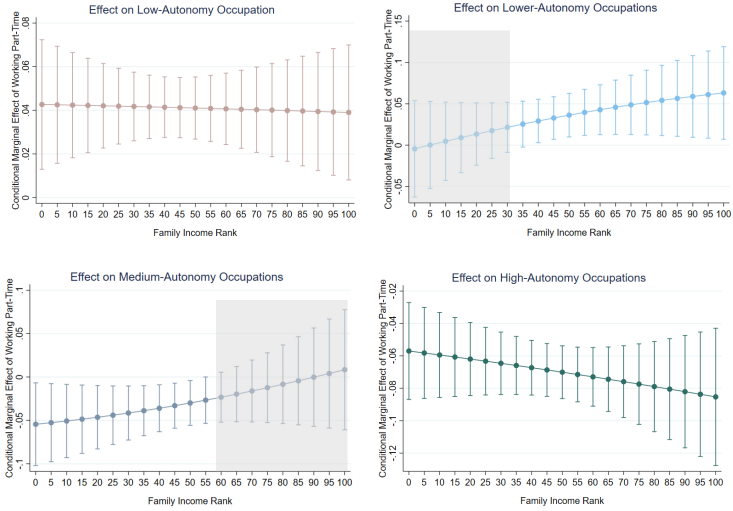 Effect on Low-Autonomy Occupation
Conditional Marginal Effect of Working Part-Time
.08
.06
.04
.02
0
0 5 10 15 20 25 30 35 40 45 50 55 60 65 70 75 80 85 90 95 100
Family Income Rank
Effect on Lower-Autonomy Occupations
Conditional Marginal Effect of Working Part-Time
.15
.1
.05
0
-.05
0 5 10 15 20 25 30 35 40 45 50 55 60 65 70 75 80 85 90 95 100
Family Income Rank
Effect on Medium-Autonomy Occupations
Conditional Marginal Effect of Working Part-Time
.1
.05
0
-.05
-.1
0 5 10 15 20 25 30 35 40 45 50 55 60 65 70 75 80 85 90 95 100
Family Income Rank
Effect on High-Autonomy Occupations
Conditional Marginal Effect of Working Part-Time
-.02
-.04
-.06
-.08
-.1
-.12
0 5 10 15 20 25 30 35 40 45 50 55 60 65 70 75 80 85 90 95 100
Family Income Rank